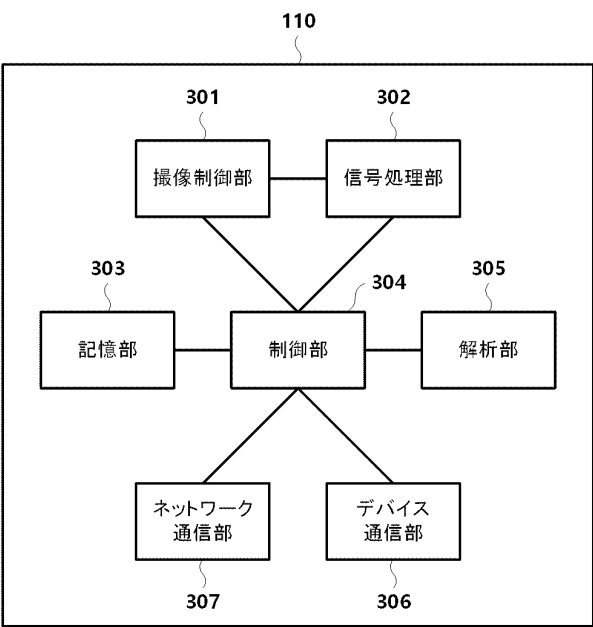 110
301
302
撮像制御部
信号処理部
303
304
305
記憶部
制御部
解析部
ネットワーク
通信部
デバイス
通信部
307
306